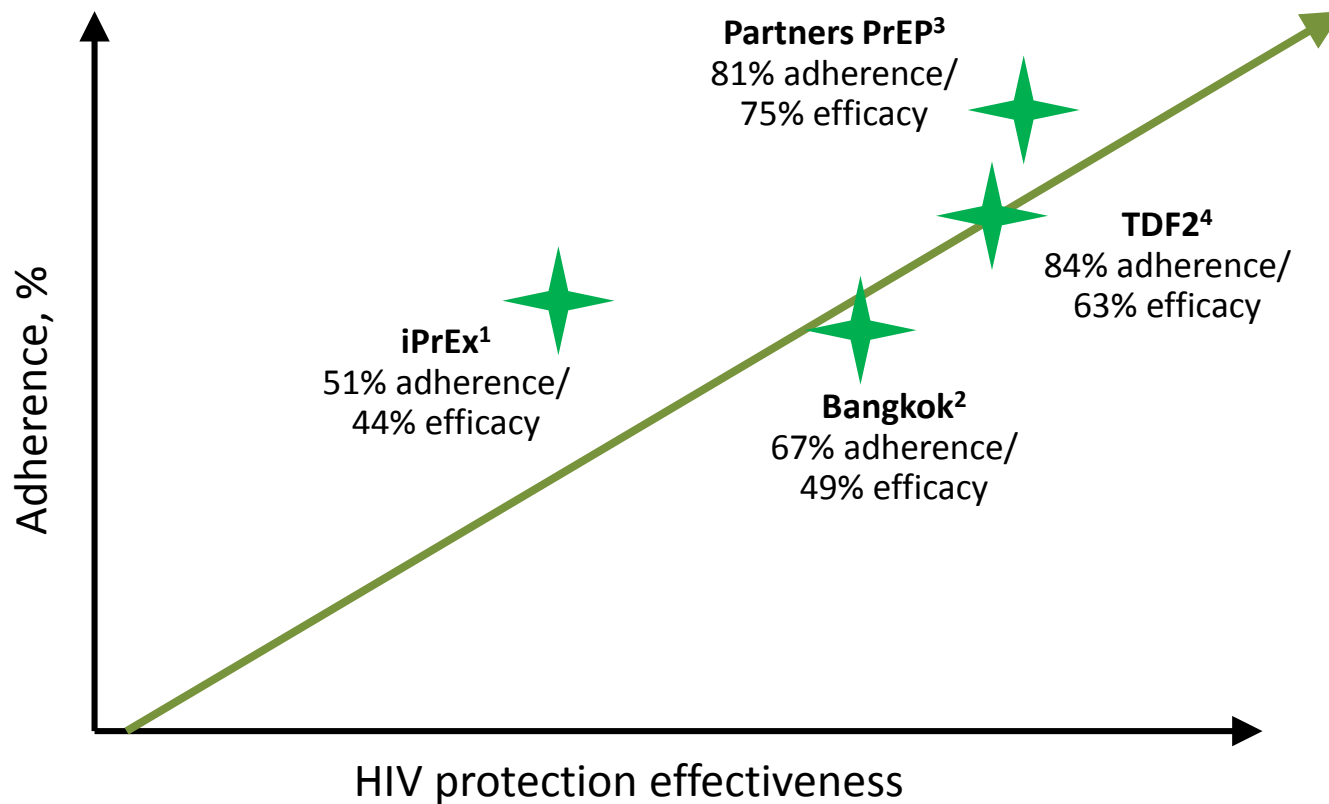 Partners PrEP³
81% adherence/
75% efficacy
TDF2⁴
84% adherence/
63% efficacy
iPrEx¹
51% adherence/
44% efficacy
Bangkok²
67% adherence/
49% efficacy
Adherence, %
HIV protection effectiveness